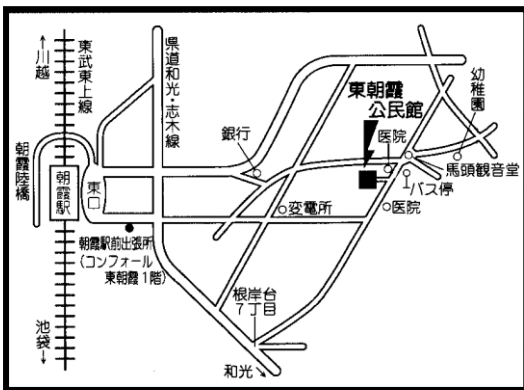 ←川越
東武東上線
県道和光・志木線
幼稚園
東朝霞
公民館
銀行
医院
馬頭観音堂
バス停
朝霞陸橋
朝霞駅
東口
変電所
医院
朝霞駅前出張所
(コンフォール
東朝霞1階)
根岸台
7丁目
池袋→
和光↘